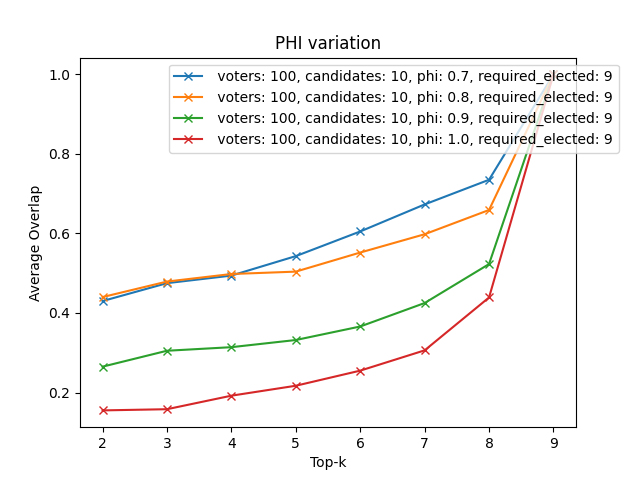 PHI variation
voters: 100, candidates: 10, phi: 0.7, required_elected: 9
voters: 100, candidates: 10, phi: 0.8, required_elected: 9
voters: 100, candidates: 10, phi: 0.9, required_elected: 9
voters: 100, candidates: 10, phi: 1.0, required_elected: 9
Average Overlap
1.0
0.8
0.6
0.4
0.2
2 3 4 5 6 7 8 9
Top-k